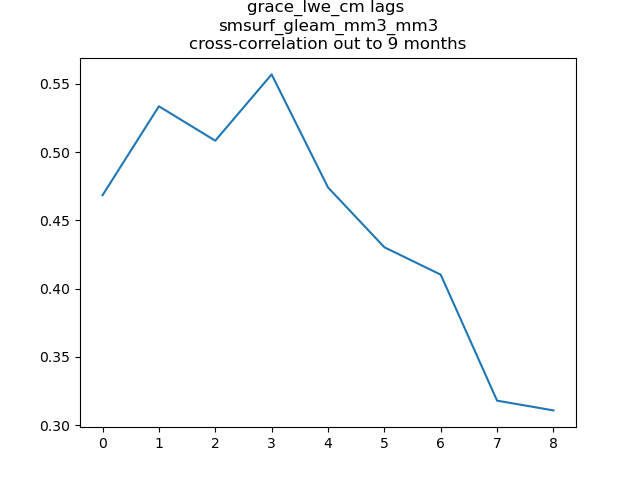 grace_lwe_cm lags
smsurf_gleam_mm3_mm3
cross-correlation out to 9 months
0.55
0.50
0.45
0.40
0.35
0.30
0 1 2 3 4 5 6 7 8